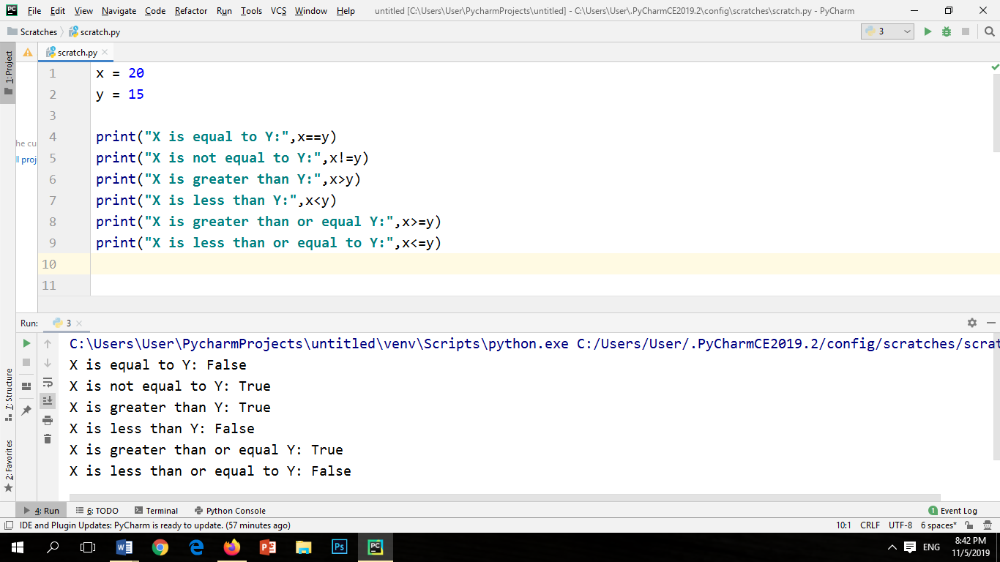 PC File Edit View Navigate Code Refactor Run Tools VCS Window Help untitled [C:\Users\User\PycharmProjects\untitled] - C:\Users\User\.PyCharmCE2019.2\config\scratches\scratch.py - PyCharm
Scratches scratch.py 3
1: Project
scratch.py
he cu
ll proj
1 x = 20
2 y = 15
3
4 print("X is equal to Y:",x==y)
5 print("X is not equal to Y:",x!=y)
6 print("X is greater than Y:",x>y)
7 print("X is less than Y:",x<y)
8 print("X is greater than or equal Y:",x>=y)
9 print("X is less than or equal to Y:",x<=y)
10
11
Run: 3
C:\Users\User\PycharmProjects\untitled\venv\Scripts\python.exe C:/Users/User/.PyCharmCE2019.2/config/scratches/scrat
X is equal to Y: False
X is not equal to Y: True
X is greater than Y: True
X is less than Y: False
X is greater than or equal Y: True
X is less than or equal to Y: False
7: Structure
2: Favorites
4: Run 6: TODO Terminal Python Console 1 Event Log
IDE and Plugin Updates: PyCharm is ready to update. (57 minutes ago) 10:1 CRLF UTF-8 6 spaces*
W P Ps PC ENG 8:42 PM
11/5/2019